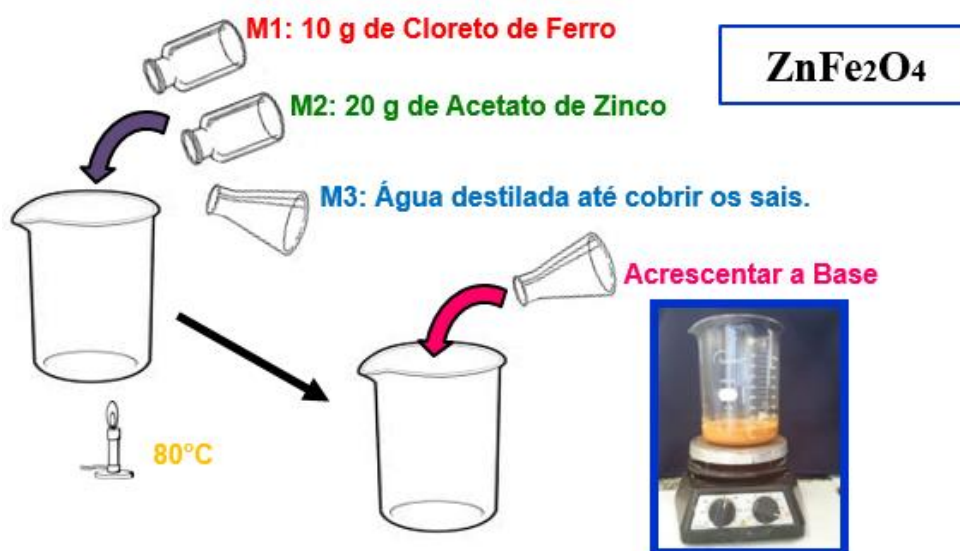 M1: 10 g de Cloreto de Ferro
ZnFe2O4
M2: 20 g de Acetato de Zinco
M3: Água destilada até cobrir os sais.
Acrescentar a Base
80°C